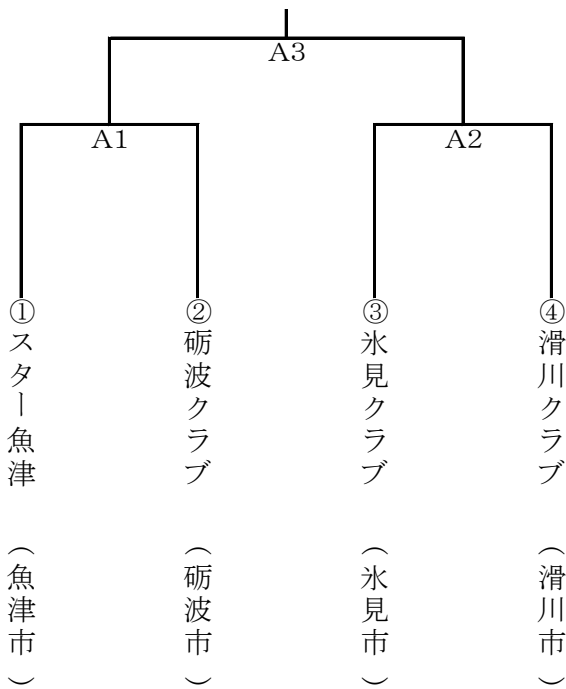 A3
A1
A2
①スター魚津 （魚津市）
②砺波クラブ （砺波市）
③氷見クラブ （氷見市）
④滑川クラブ （滑川市）